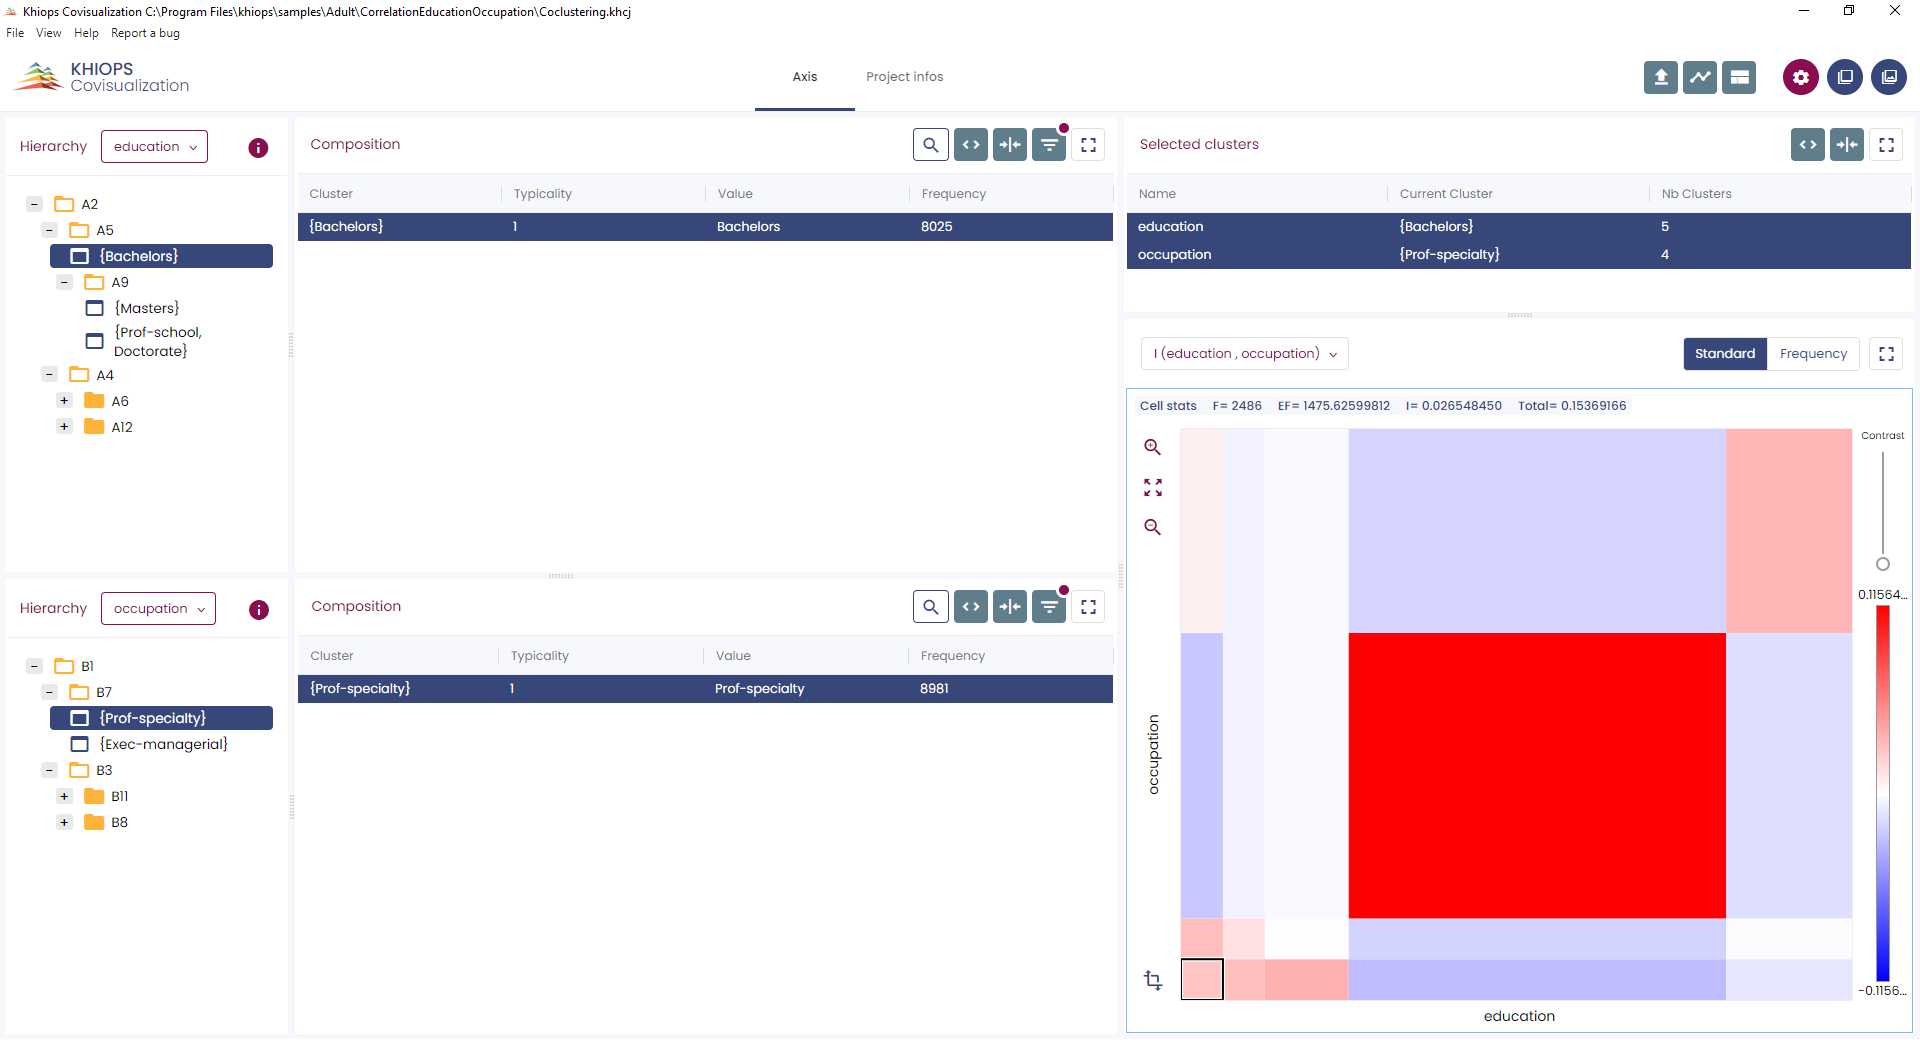 Khiops Covisualization C:\Program Files\khiops\samples\Adult\CorrelationEducationOccupation\Coclustering.khcj
File View Help Report a bug
KHIOPS
Covisualization
Axis Project infos
Hierarchy education
A2
A5
{Bachelors}
A9
{Masters}
{Prof-school,
Doctorate}
A4
A6
A12
Composition
Cluster Typicality Value Frequency
{Bachelors} 1 Bachelors 8025
Selected clusters
Name Current Cluster Nb Clusters
education {Bachelors} 5
occupation {Prof-specialty} 4
Hierarchy occupation
B1
B7
{Prof-specialty}
{Exec-managerial}
B3
B11
B8
Composition
Cluster Typicality Value Frequency
{Prof-specialty} 1 Prof-specialty 8981
I (education , occupation) Standard Frequency
Cell stats F= 2486 EF= 1475.62599812 I= 0.026548450 Total= 0.15369166
Contrast
0.11564...
-0.1156...
occupation
education